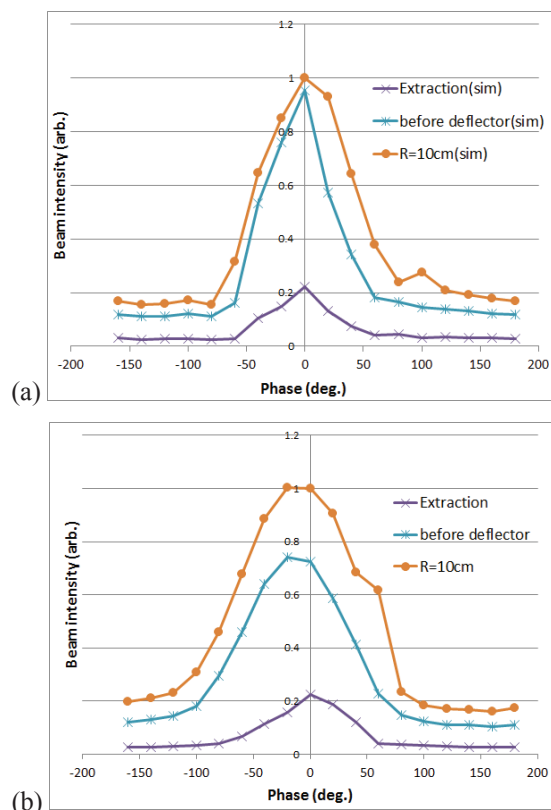 1.2
1
0.8
0.6
0.4
0.2
0
-200 -150 -100 -50 0 50 100 150 200
Beam intensity (arb.)
Phase (deg.)
Extraction(sim)
before deflector(sim)
R=10cm(sim)
(a)
1.2
1
0.8
0.6
0.4
0.2
0
-200 -150 -100 -50 0 50 100 150 200
Beam intensity (arb.)
Phase (deg.)
Extraction
before deflector
R=10cm
(b)